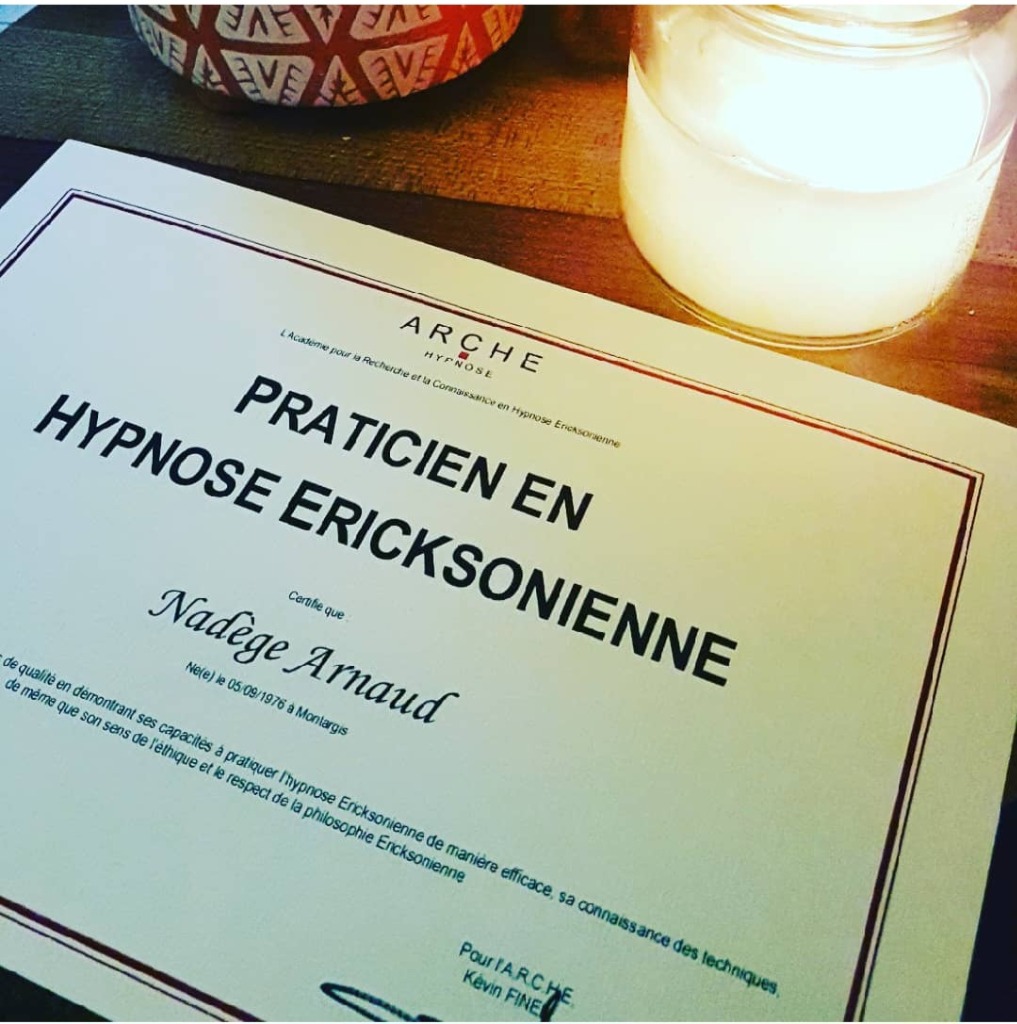 ARCHE
HYPNOSE
L'Académie pour la Recherche et la Connaissance en Hypnose Ericksonienne
PRATICIEN EN
HYPNOSE ERICKSONIENNE
Certifie que :
Nadège Arnaud
Né(e) le 05/09/1976 à Montargis
de qualité en démontrant ses capacités à pratiquer l'hypnose Ericksonienne de manière efficace, sa connaissance des techniques,
de même que son sens de l'éthique et le respect de la philosophie Ericksonienne
Pour l'A.R.C.H.E,
Kévin FINEL